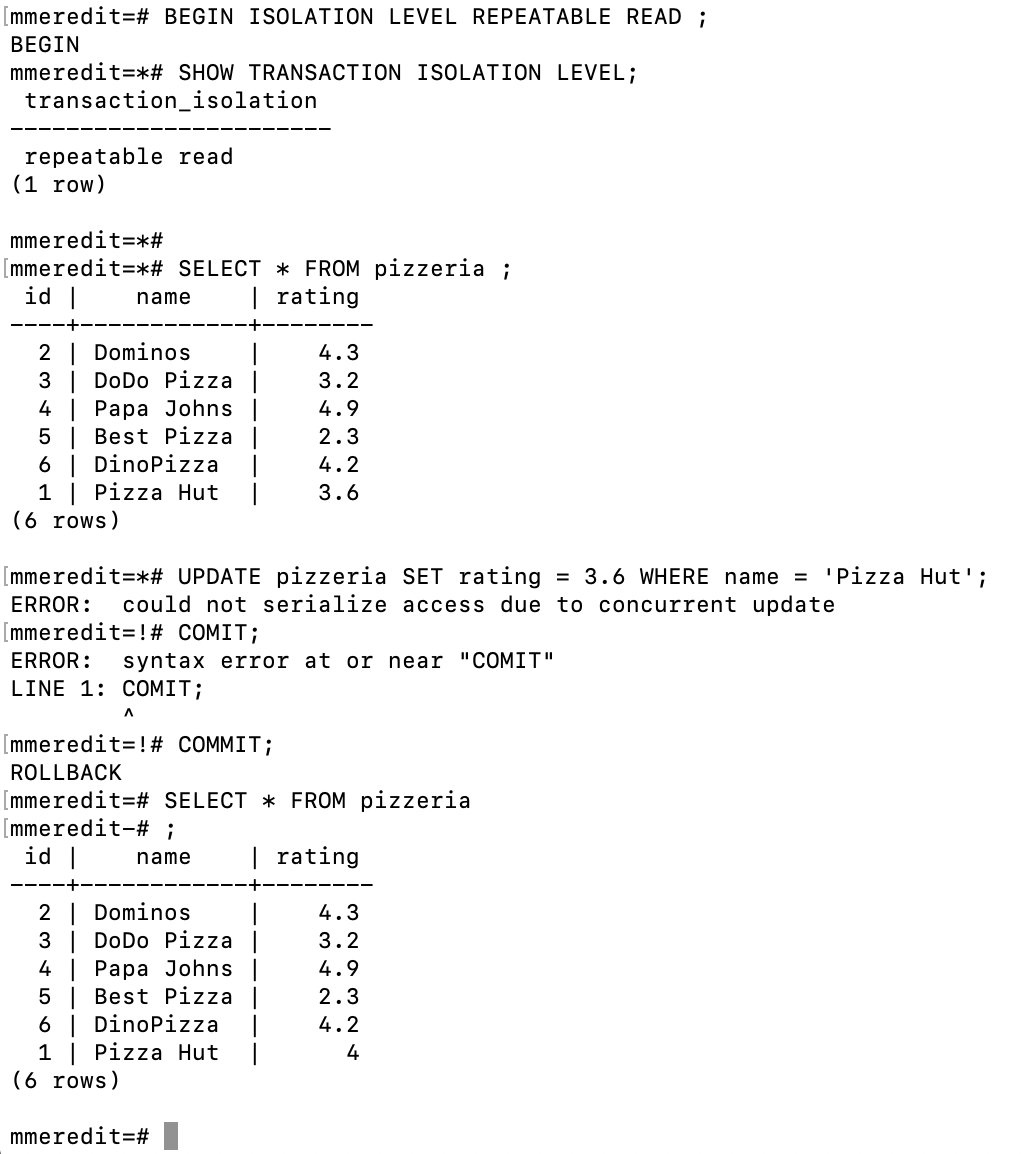 [mmeredit=# BEGIN ISOLATION LEVEL REPEATABLE READ ;
BEGIN
mmeredit=*# SHOW TRANSACTION ISOLATION LEVEL;
 transaction_isolation
-----------------------
 repeatable read
(1 row)

mmeredit=*#
[mmeredit=*# SELECT * FROM pizzeria ;
 id |    name    | rating
----+------------+--------
  2 | Dominos    |    4.3
  3 | DoDo Pizza |    3.2
  4 | Papa Johns |    4.9
  5 | Best Pizza |    2.3
  6 | DinoPizza  |    4.2
  1 | Pizza Hut  |    3.6
(6 rows)

[mmeredit=*# UPDATE pizzeria SET rating = 3.6 WHERE name = 'Pizza Hut';
ERROR:  could not serialize access due to concurrent update
[mmeredit=!# COMIT;
ERROR:  syntax error at or near "COMIT"
LINE 1: COMIT;
        ^
[mmeredit=!# COMMIT;
ROLLBACK
[mmeredit=# SELECT * FROM pizzeria
[mmeredit-# ;
 id |    name    | rating
----+------------+--------
  2 | Dominos    |    4.3
  3 | DoDo Pizza |    3.2
  4 | Papa Johns |    4.9
  5 | Best Pizza |    2.3
  6 | DinoPizza  |    4.2
  1 | Pizza Hut  |      4
(6 rows)

mmeredit=#